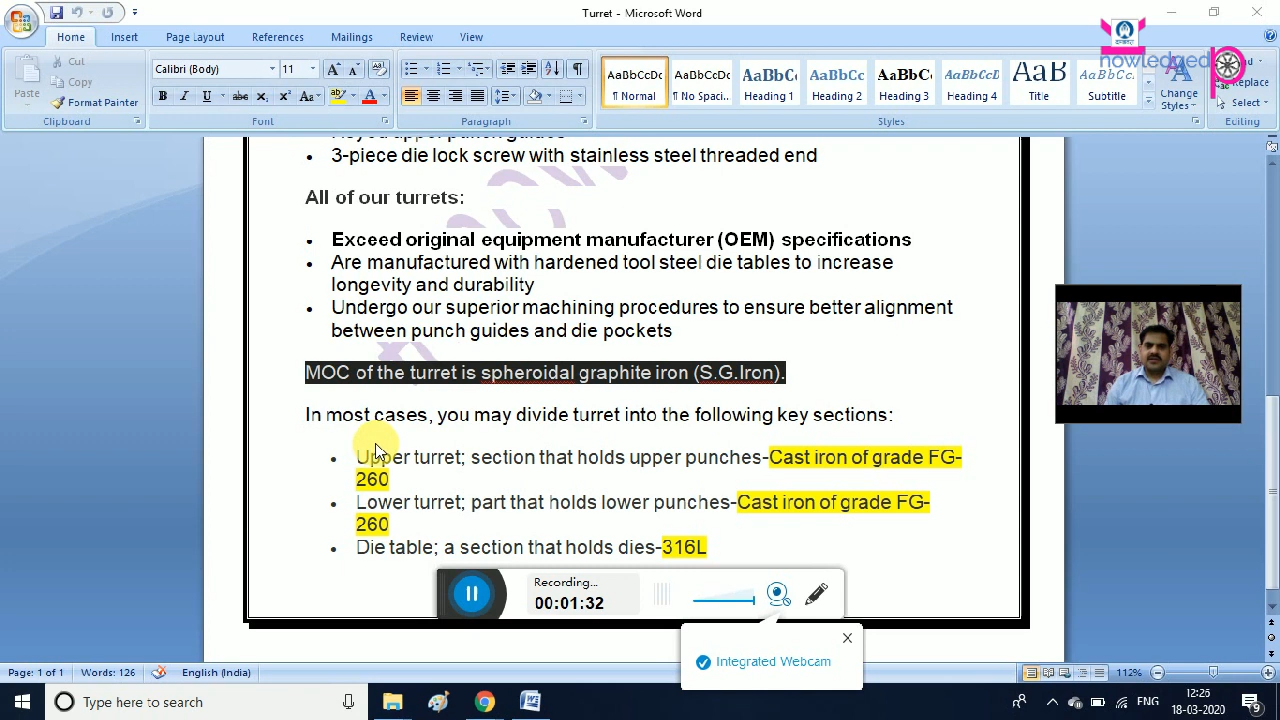 Turret - Microsoft Word
Home Insert Page Layout References Mailings Review View
Cut
Copy
Paste
Format Painter
Clipboard
Calibri (Body) 11
Font
Paragraph
AaBbCcDc AaBbCcDc AaBbC AaBbCc AaBbCc AaBbCcD AaB AaBbCc
¶ Normal ¶ No Spaci... Heading 1 Heading 2 Heading 3 Heading 4 Title Subtitle
Change Styles
Styles
Replace
Select
Editing
nowledge
3-piece die lock screw with stainless steel threaded end
All of our turrets:
Exceed original equipment manufacturer (OEM) specifications
Are manufactured with hardened tool steel die tables to increase
longevity and durability
Undergo our superior machining procedures to ensure better alignment
between punch guides and die pockets
MOC of the turret is spheroidal graphite iron (S.G.Iron).
In most cases, you may divide turret into the following key sections:
Upper turret; section that holds upper punches-Cast iron of grade FG-
260
Lower turret; part that holds lower punches-Cast iron of grade FG-
260
Die table; a section that holds dies-316L
Recording...
00:01:32
Integrated Webcam
Page: 1 of 1 Words: 126 English (India) 112%
Type here to search
ENG
12:26
18-03-2020